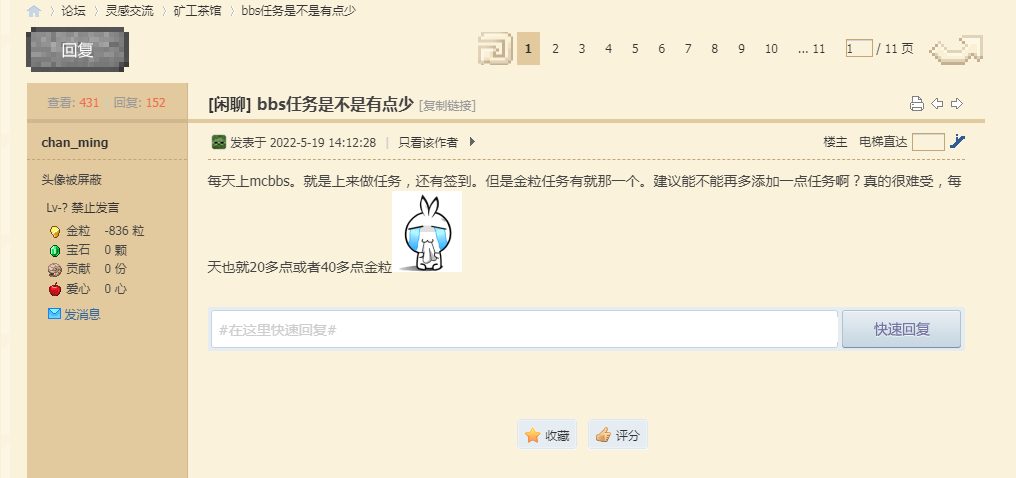 论坛 〉 灵感交流 〉 矿工茶馆 〉 bbs任务是不是有点少
回复
1 2 3 4 5 6 7 8 9 10 ... 11 1 / 11 页
查看: 431 回复: 152
[闲聊] bbs任务是不是有点少 [复制链接]
chan_ming
发表于 2022-5-19 14:12:28 | 只看该作者
楼主 电梯直达
头像被屏蔽
Lv-? 禁止发言
金粒 -836 粒
宝石 0 颗
贡献 0 份
爱心 0 心
发消息
每天上mcbbs。就是上来做任务，还有签到。但是金粒任务有就那一个。建议能不能再多添加一点任务啊？真的很难受，每
天也就20多点或者40多点金粒
#在这里快速回复#
快速回复
收藏 评分